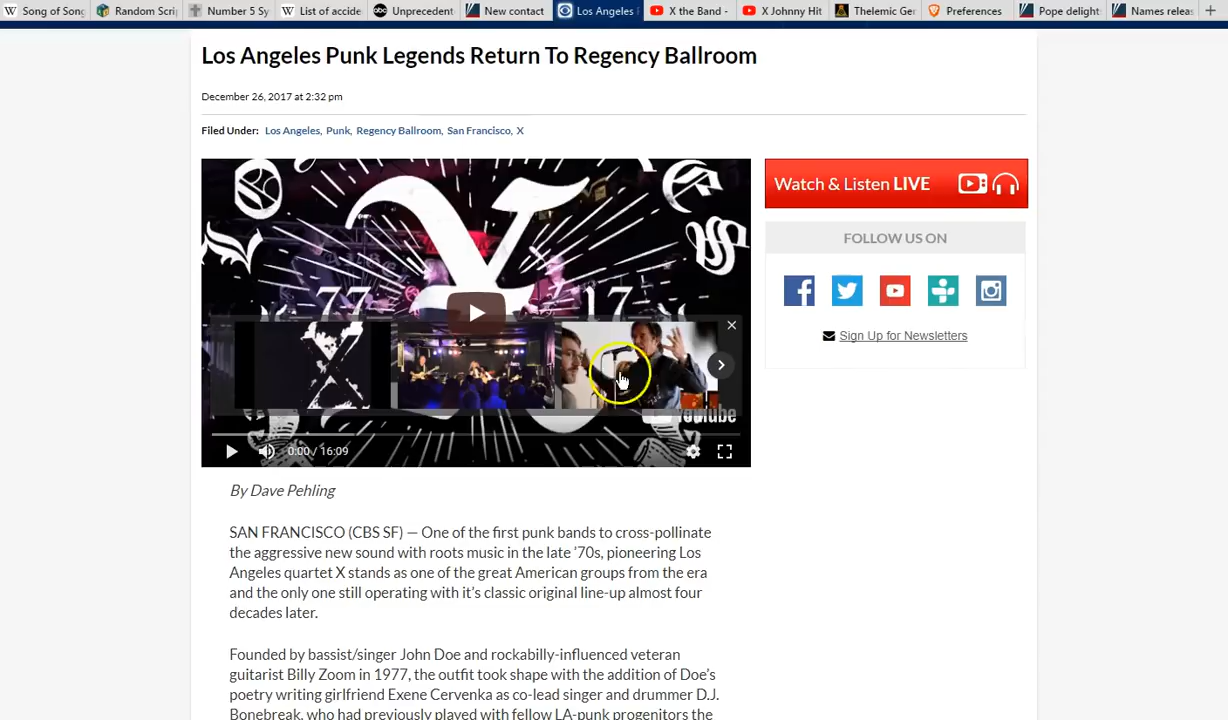 Song of Song
Random Scri
Number 5 Sy
List of accide
Unprecedent
New contact
Los Angeles
X the Band -
X Johnny Hit
Thelemic Ger
Preferences
Pope delight
Names releas
Los Angeles Punk Legends Return To Regency Ballroom
December 26, 2017 at 2:32 pm
Filed Under: Los Angeles, Punk, Regency Ballroom, San Francisco, X
X
77 17
Watch & Listen LIVE
FOLLOW US ON
Sign Up for Newsletters
YouTube
0:00 / 16:09
By Dave Pehling
SAN FRANCISCO (CBS SF) — One of the first punk bands to cross-pollinate
the aggressive new sound with roots music in the late '70s, pioneering Los
Angeles quartet X stands as one of the great American groups from the era
and the only one still operating with it's classic original line-up almost four
decades later.
Founded by bassist/singer John Doe and rockabilly-influenced veteran
guitarist Billy Zoom in 1977, the outfit took shape with the addition of Doe's
poetry writing girlfriend Exene Cervenka as co-lead singer and drummer D.J.
Bonebreak, who had previously played with fellow LA-punk progenitors the